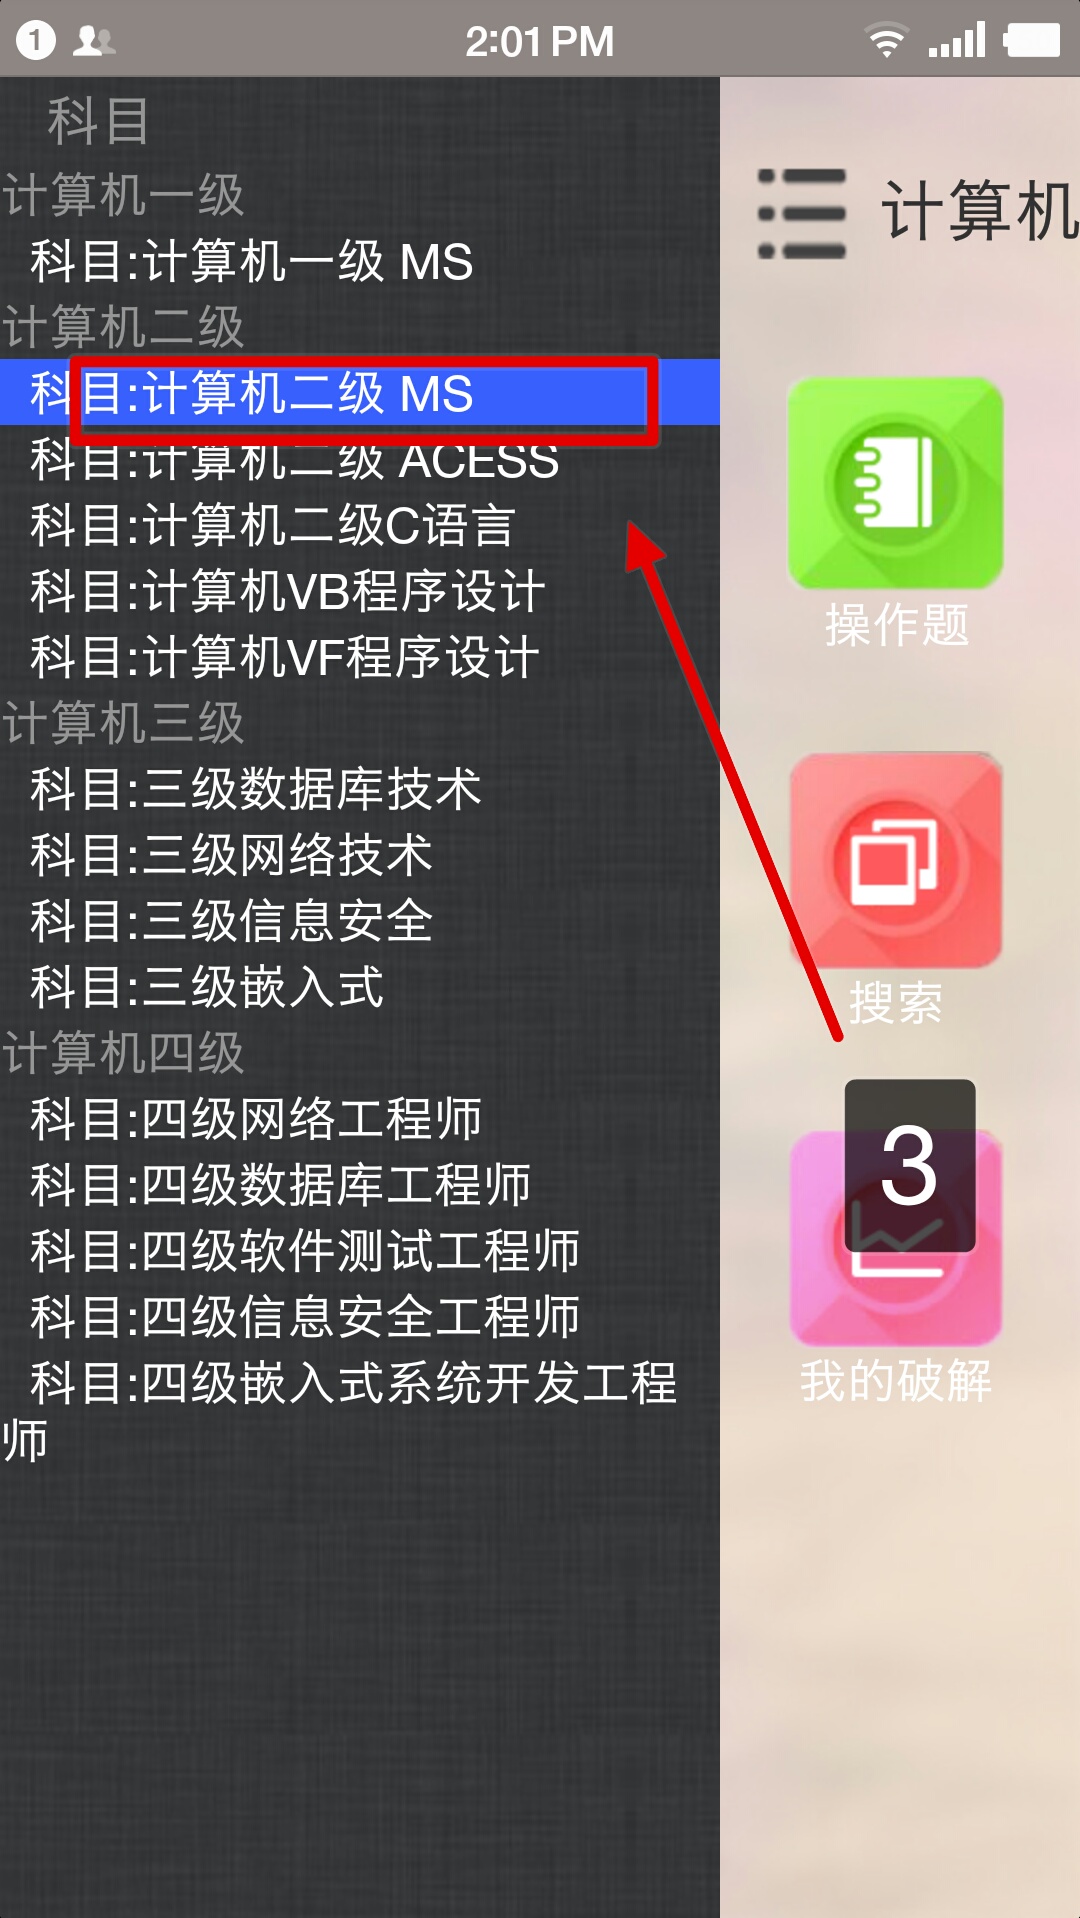 1
2:01 PM
科目
计算机一级
科目:计算机一级 MS
计算机二级
科目:计算机二级 MS
科目:计算机二级 ACESS
科目:计算机二级C语言
科目:计算机VB程序设计
科目:计算机VF程序设计
计算机三级
科目:三级数据库技术
科目:三级网络技术
科目:三级信息安全
科目:三级嵌入式
计算机四级
科目:四级网络工程师
科目:四级数据库工程师
科目:四级软件测试工程师
科目:四级信息安全工程师
科目:四级嵌入式系统开发工程
师
计算机
操作题
搜索
3
我的破解